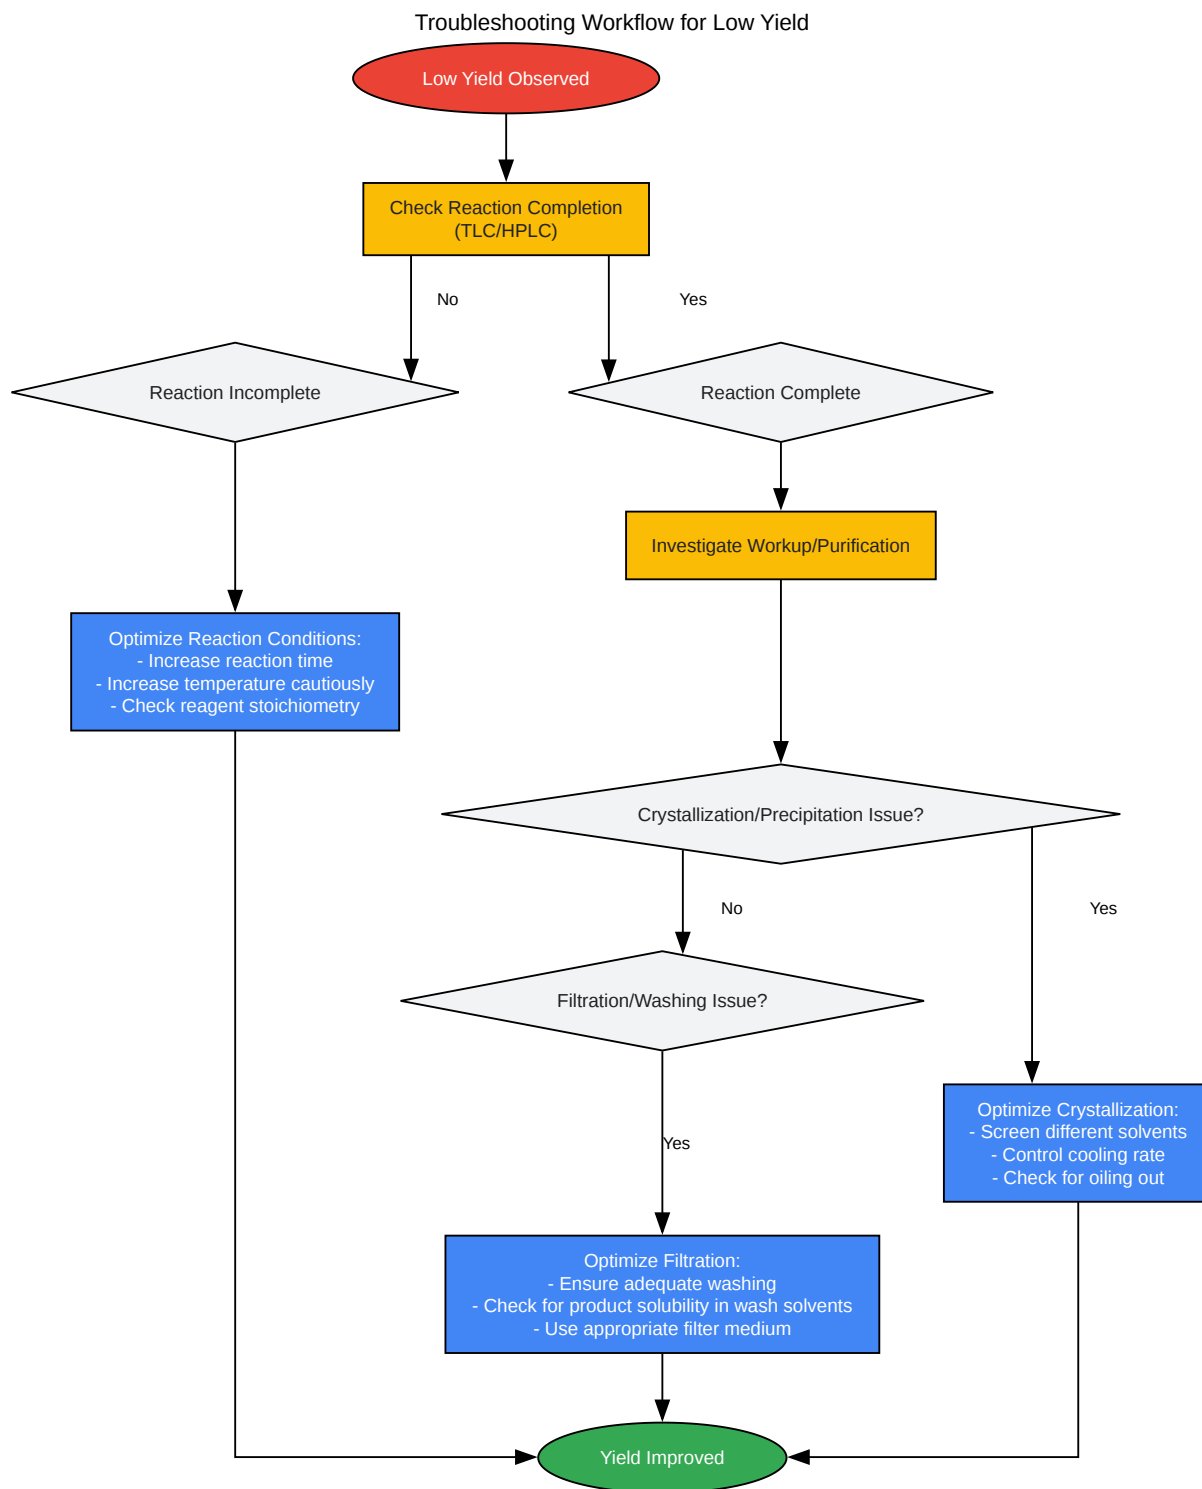 Troubleshooting Workflow for Low Yield
Low Yield Observed
Check Reaction Completion
(TLC/HPLC)
No
Yes
Reaction Incomplete
Reaction Complete
Investigate Workup/Purification
Optimize Reaction Conditions:
- Increase reaction time
- Increase temperature cautiously
- Check reagent stoichiometry
Crystallization/Precipitation Issue?
No
Yes
Filtration/Washing Issue?
Yes
Optimize Crystallization:
- Screen different solvents
- Control cooling rate
- Check for oiling out
Optimize Filtration:
- Ensure adequate washing
- Check for product solubility in wash solvents
- Use appropriate filter medium
Yield Improved